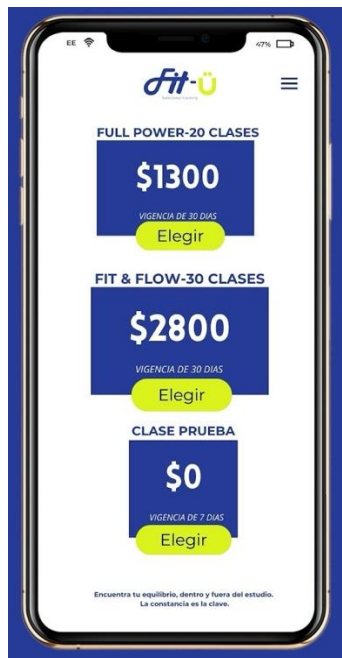 EE 47%
Fit-Ü
FULL POWER-20 CLASES
$1300
VIGENCIA DE 30 DIAS
Elegir
FIT & FLOW-30 CLASES
$2800
VIGENCIA DE 30 DIAS
Elegir
CLASE PRUEBA
$0
VIGENCIA DE 7 DIAS
Elegir
Encuentra tu equilibrio, dentro y fuera del estudio.
La constancia es la clave.